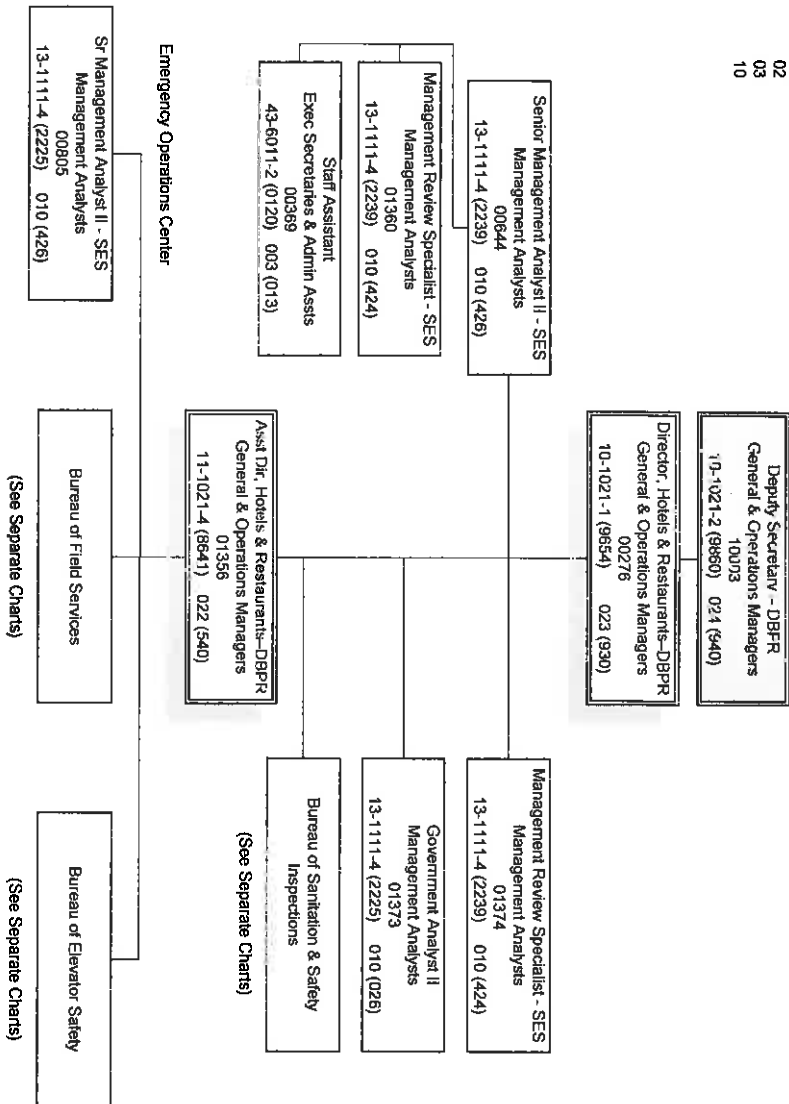 02
03
10
Deputy Secretary – DBPR
General & Operations Managers
10003
10-1021-2 (9860)
Director, Hotels & Restaurants–DBPR
General & Operations Managers
00276
10-1021-1 (9654) 023 (930)
Senior Management Analyst II - SES
Management Analysts
00644
13-1111-4 (2239) 010 (426)
Management Review Specialist - SES
Management Analysts
01374
13-1111-4 (2239) 010 (424)
Management Review Specialist - SES
Management Analysts
01360
13-1111-4 (2239) 010 (424)
Government Analyst II
Management Analysts
01373
13-1111-4 (2225) 010 (026)
Staff Assistant
Exec Secretaries & Admin Assts
00369
43-6011-2 (0120) 003 (013)
Bureau of Sanitation & Safety
Inspections
(See Separate Charts)
Asst Dir, Hotels & Restaurants–DBPR
General & Operations Managers
01356
11-1021-4 (8641) 022 (540)
Emergency Operations Center
Sr Management Analyst II - SES
Management Analysts
00805
13-1111-4 (2225) 010 (426)
Bureau of Field Services
(See Separate Charts)
Bureau of Elevator Safety
(See Separate Charts)